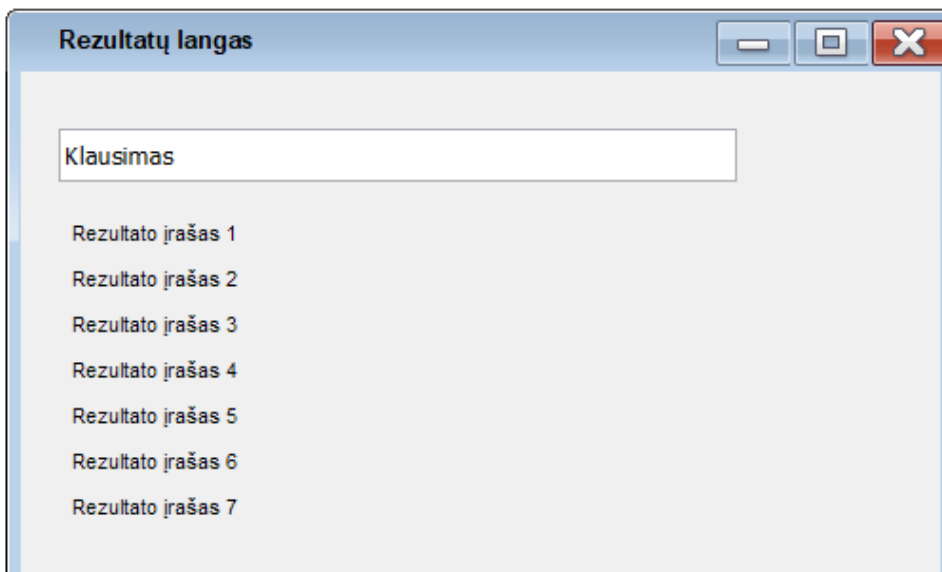 Rezultatų langas
Klausimas
Rezultato įrašas 1
Rezultato įrašas 2
Rezultato įrašas 3
Rezultato įrašas 4
Rezultato įrašas 5
Rezultato įrašas 6
Rezultato įrašas 7